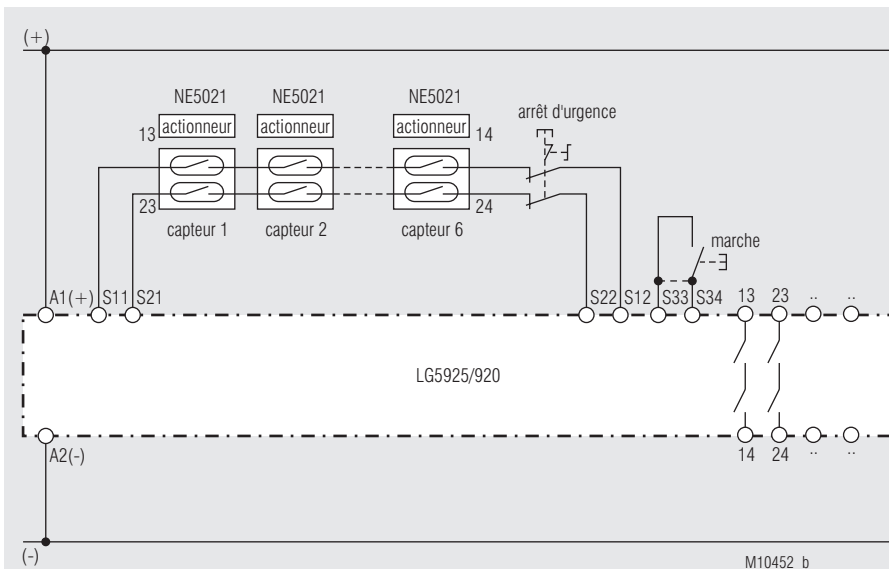 (+)
NE5021 NE5021 NE5021
arrêt d'urgence
13 actionneur actionneur actionneur 14
23 24
capteur 1 capteur 2 capteur 6
marche
A1(+) S11 S21 S22 S12 S33 S34 13 23 .. ..
LG5925/920
A2(-) 14 24 .. ..
(-)
M10452_b